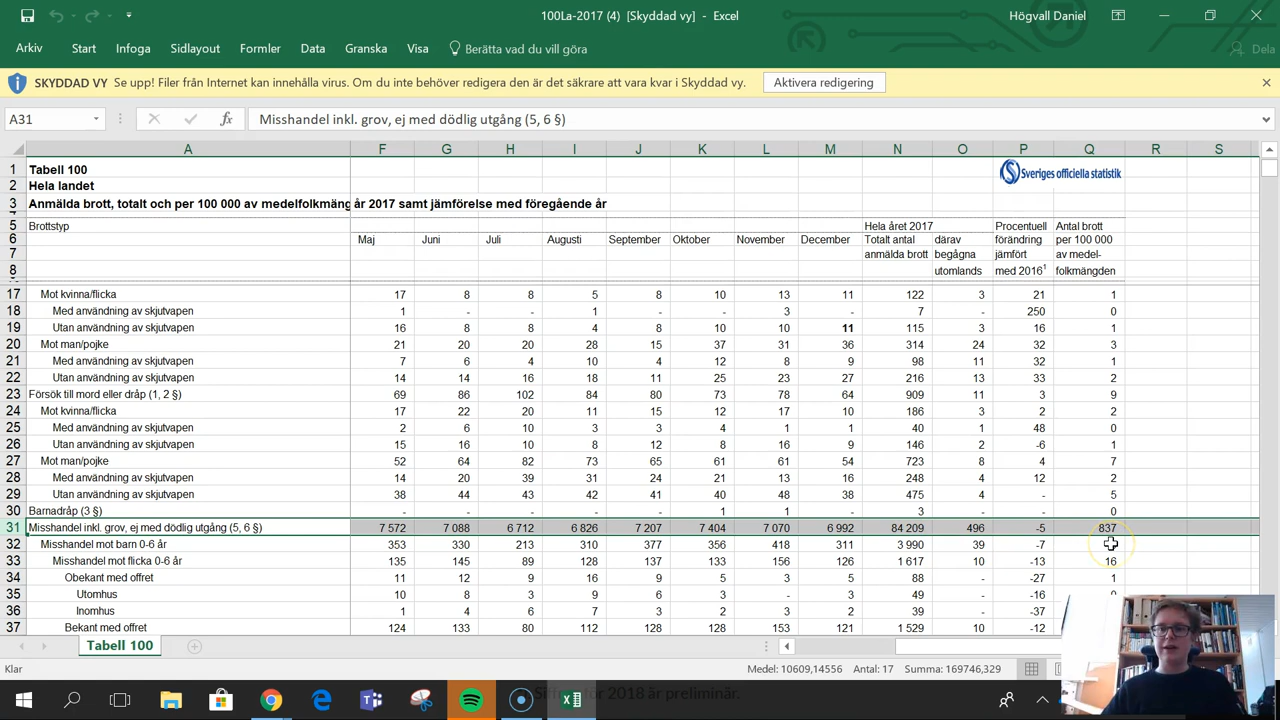 100La-2017 (4) [Skyddad vy] - Excel
Högvall Daniel
Arkiv Start Infoga Sidlayout Formler Data Granska Visa Berätta vad du vill göra Dela
SKYDDAD VY Se upp! Filer från Internet kan innehålla virus. Om du inte behöver redigera den är det säkrare att vara kvar i Skyddad vy. Aktivera redigering
A31 fx Misshandel inkl. grov, ej med dödlig utgång (5, 6 §)
A F G H I J K L M N O P Q R S
1 Tabell 100 Sveriges officiella statistik
2 Hela landet
3 Anmälda brott, totalt och per 100 000 av medelfolkmäng år 2017 samt jämförelse med föregående år
5 Brottstyp Hela året 2017 Procentuell Antal brott
6 Maj Juni Juli Augusti September Oktober November December Totalt antal därav förändring per 100 000
7 anmälda brott begågna jämfört av medel-
8 utomlands med 2016¹ folkmängden
17 Mot kvinna/flicka 17 8 8 5 8 10 13 11 122 3 21 1
18 Med användning av skjutvapen 1 - - 1 - - 3 - 7 - 250 0
19 Utan användning av skjutvapen 16 8 8 4 8 10 10 11 115 3 16 1
20 Mot man/pojke 21 20 20 28 15 37 31 36 314 24 32 3
21 Med användning av skjutvapen 7 6 4 10 4 12 8 9 98 11 32 1
22 Utan användning av skjutvapen 14 14 16 18 11 25 23 27 216 13 33 2
23 Försök till mord eller dråp (1, 2 §) 69 86 102 84 80 73 78 64 909 11 3 9
24 Mot kvinna/flicka 17 22 20 11 15 12 17 10 186 3 2 2
25 Med användning av skjutvapen 2 6 10 3 3 4 1 1 40 1 48 0
26 Utan användning av skjutvapen 15 16 10 8 12 8 16 9 146 2 -6 1
27 Mot man/pojke 52 64 82 73 65 61 61 54 723 8 4 7
28 Med användning av skjutvapen 14 20 39 31 24 21 13 16 248 4 12 2
29 Utan användning av skjutvapen 38 44 43 42 41 40 48 38 475 4 - 5
30 Barnadråp (3 §) - - - - - 1 1 - 3 - - 0
31 Misshandel inkl. grov, ej med dödlig utgång (5, 6 §) 7 572 7 088 6 712 6 826 7 207 7 404 7 070 6 992 84 209 496 -5 837
32 Misshandel mot barn 0-6 år 353 330 213 310 377 356 418 311 3 990 39 -7
33 Misshandel mot flicka 0-6 år 135 145 89 128 137 133 156 126 1 617 10 -13 16
34 Obekant med offret 11 12 9 16 9 5 3 5 88 - -27 1
35 Utomhus 10 8 3 9 6 3 - 3 49 - -16
36 Inomhus 1 4 6 7 3 2 3 2 39 - -37
37 Bekant med offret 124 133 80 112 128 128 153 121 1 529 10 -12
Tabell 100
Klar Medel: 10609,14556 Antal: 17 Summa: 169746,329
för 2018 är preliminär.